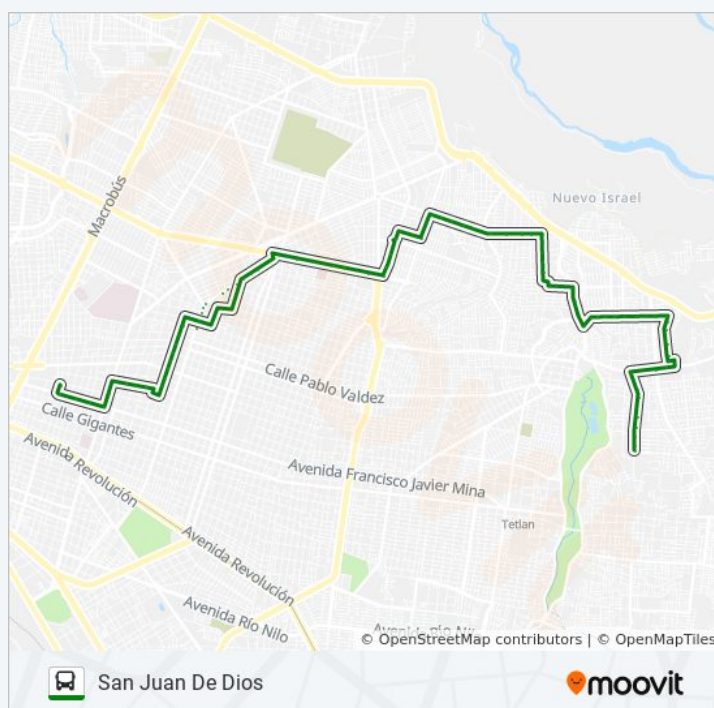 Nuevo Israel
Macrobús
Calle Pablo Valdez
Calle Gigantes
Avenida Revolución
Avenida Francisco Javier Mina
Tetlan
Avenida Revolución
Avenida Río Nilo
© OpenStreetMap contributors | © OpenMapTiles
San Juan De Dios
moovit